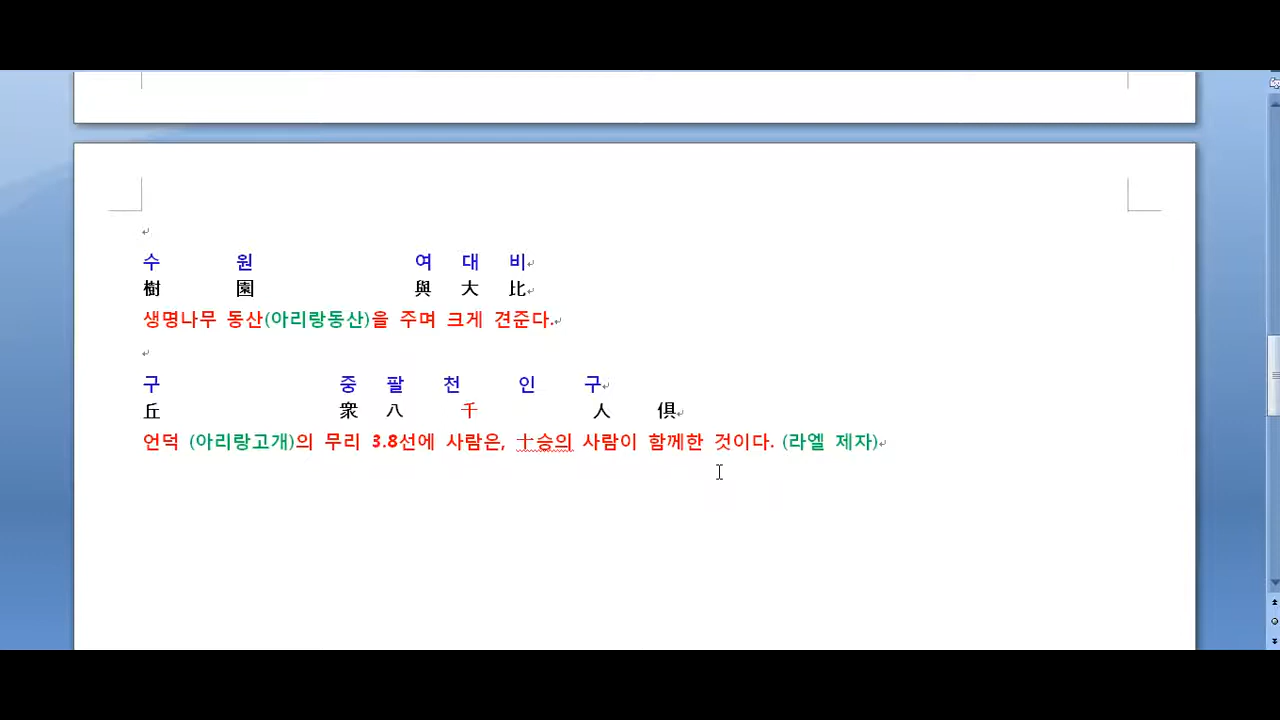 수 원 여 대 비
樹 園 與 大 比
생명나무 동산(아리랑동산)을 주며 크게 견준다.
구 중 팔 천 인 구
丘 衆 八 千 人 俱
언덕 (아리랑고개)의 무리 3.8선에 사람은, 十승의 사람이 함께한 것이다. (라엘 제자)